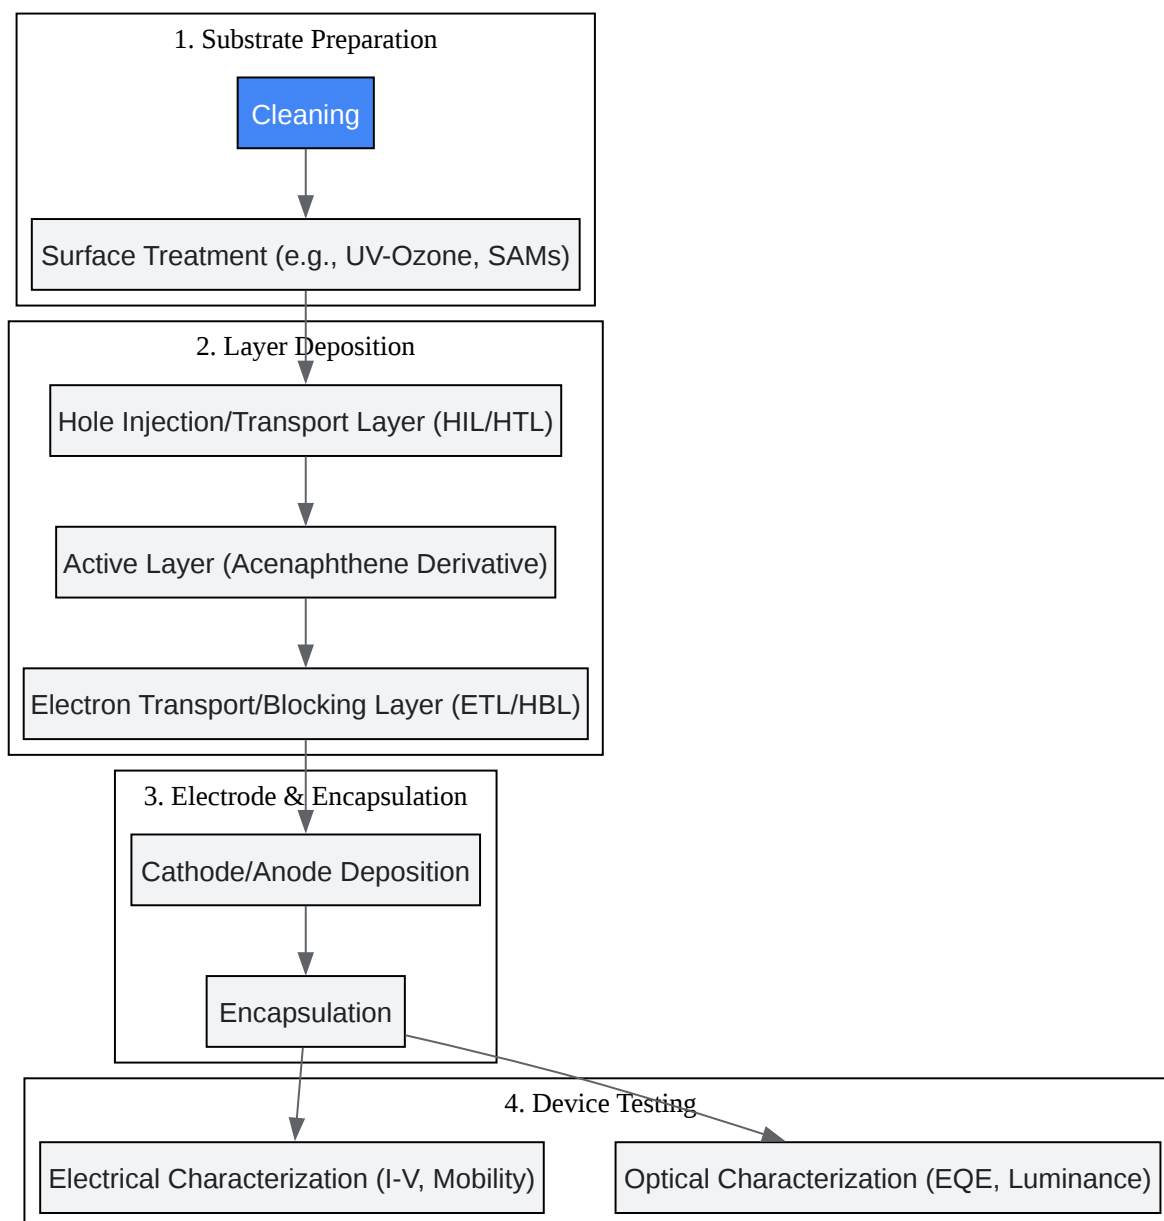 1. Substrate Preparation
Cleaning
Surface Treatment (e.g., UV-Ozone, SAMs)
2. Layer Deposition
Hole Injection/Transport Layer (HIL/HTL)
Active Layer (Acenaphthene Derivative)
Electron Transport/Blocking Layer (ETL/HBL)
3. Electrode & Encapsulation
Cathode/Anode Deposition
Encapsulation
4. Device Testing
Electrical Characterization (I-V, Mobility)
Optical Characterization (EQE, Luminance)